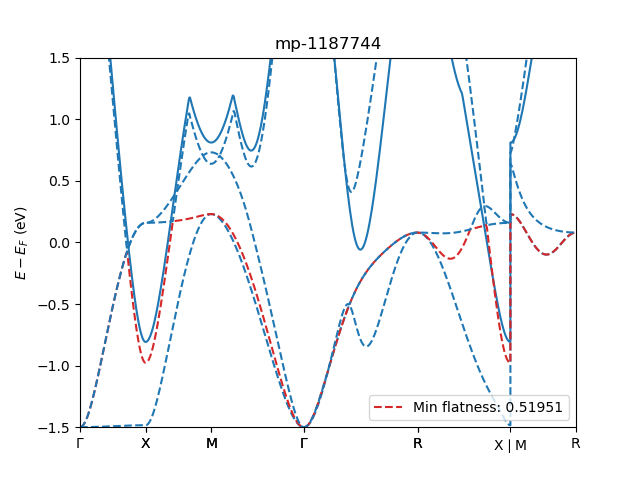 mp-1187744
E − E_F (eV)
1.5
1.0
0.5
0.0
−0.5
−1.0
−1.5
Min flatness: 0.51951
Γ X M Γ R X | M R